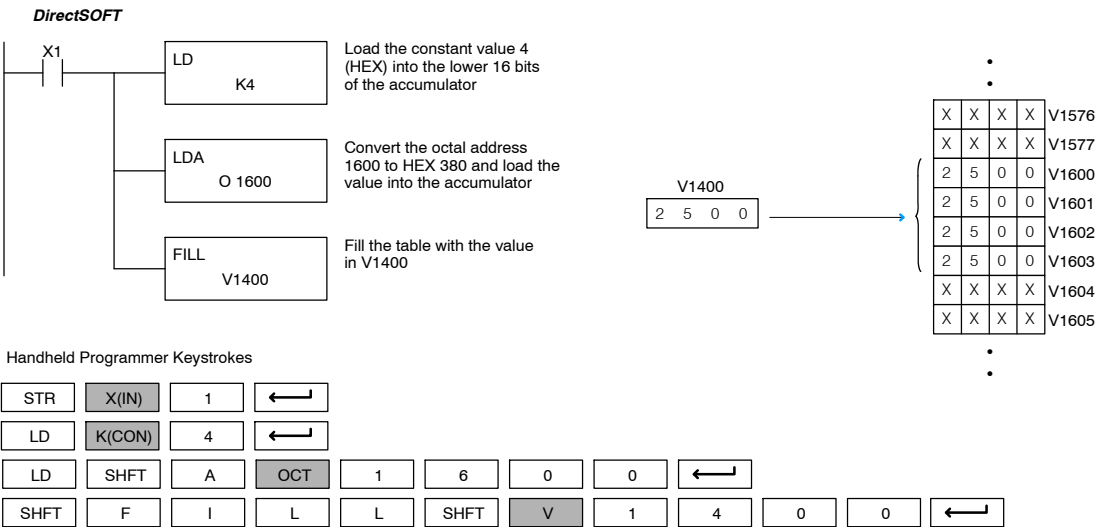 DirectSOFT
X1
LD
K4
Load the constant value 4
(HEX) into the lower 16 bits
of the accumulator
LDA
O 1600
Convert the octal address
1600 to HEX 380 and load the
value into the accumulator
FILL
V1400
Fill the table with the value
in V1400
V1400
2 5 0 0
X X X X V1576
X X X X V1577
2 5 0 0 V1600
2 5 0 0 V1601
2 5 0 0 V1602
2 5 0 0 V1603
X X X X V1604
X X X X V1605
Handheld Programmer Keystrokes
STR X(IN) 1
LD K(CON) 4
LD SHFT A OCT 1 6 0 0
SHFT F I L L SHFT V 1 4 0 0